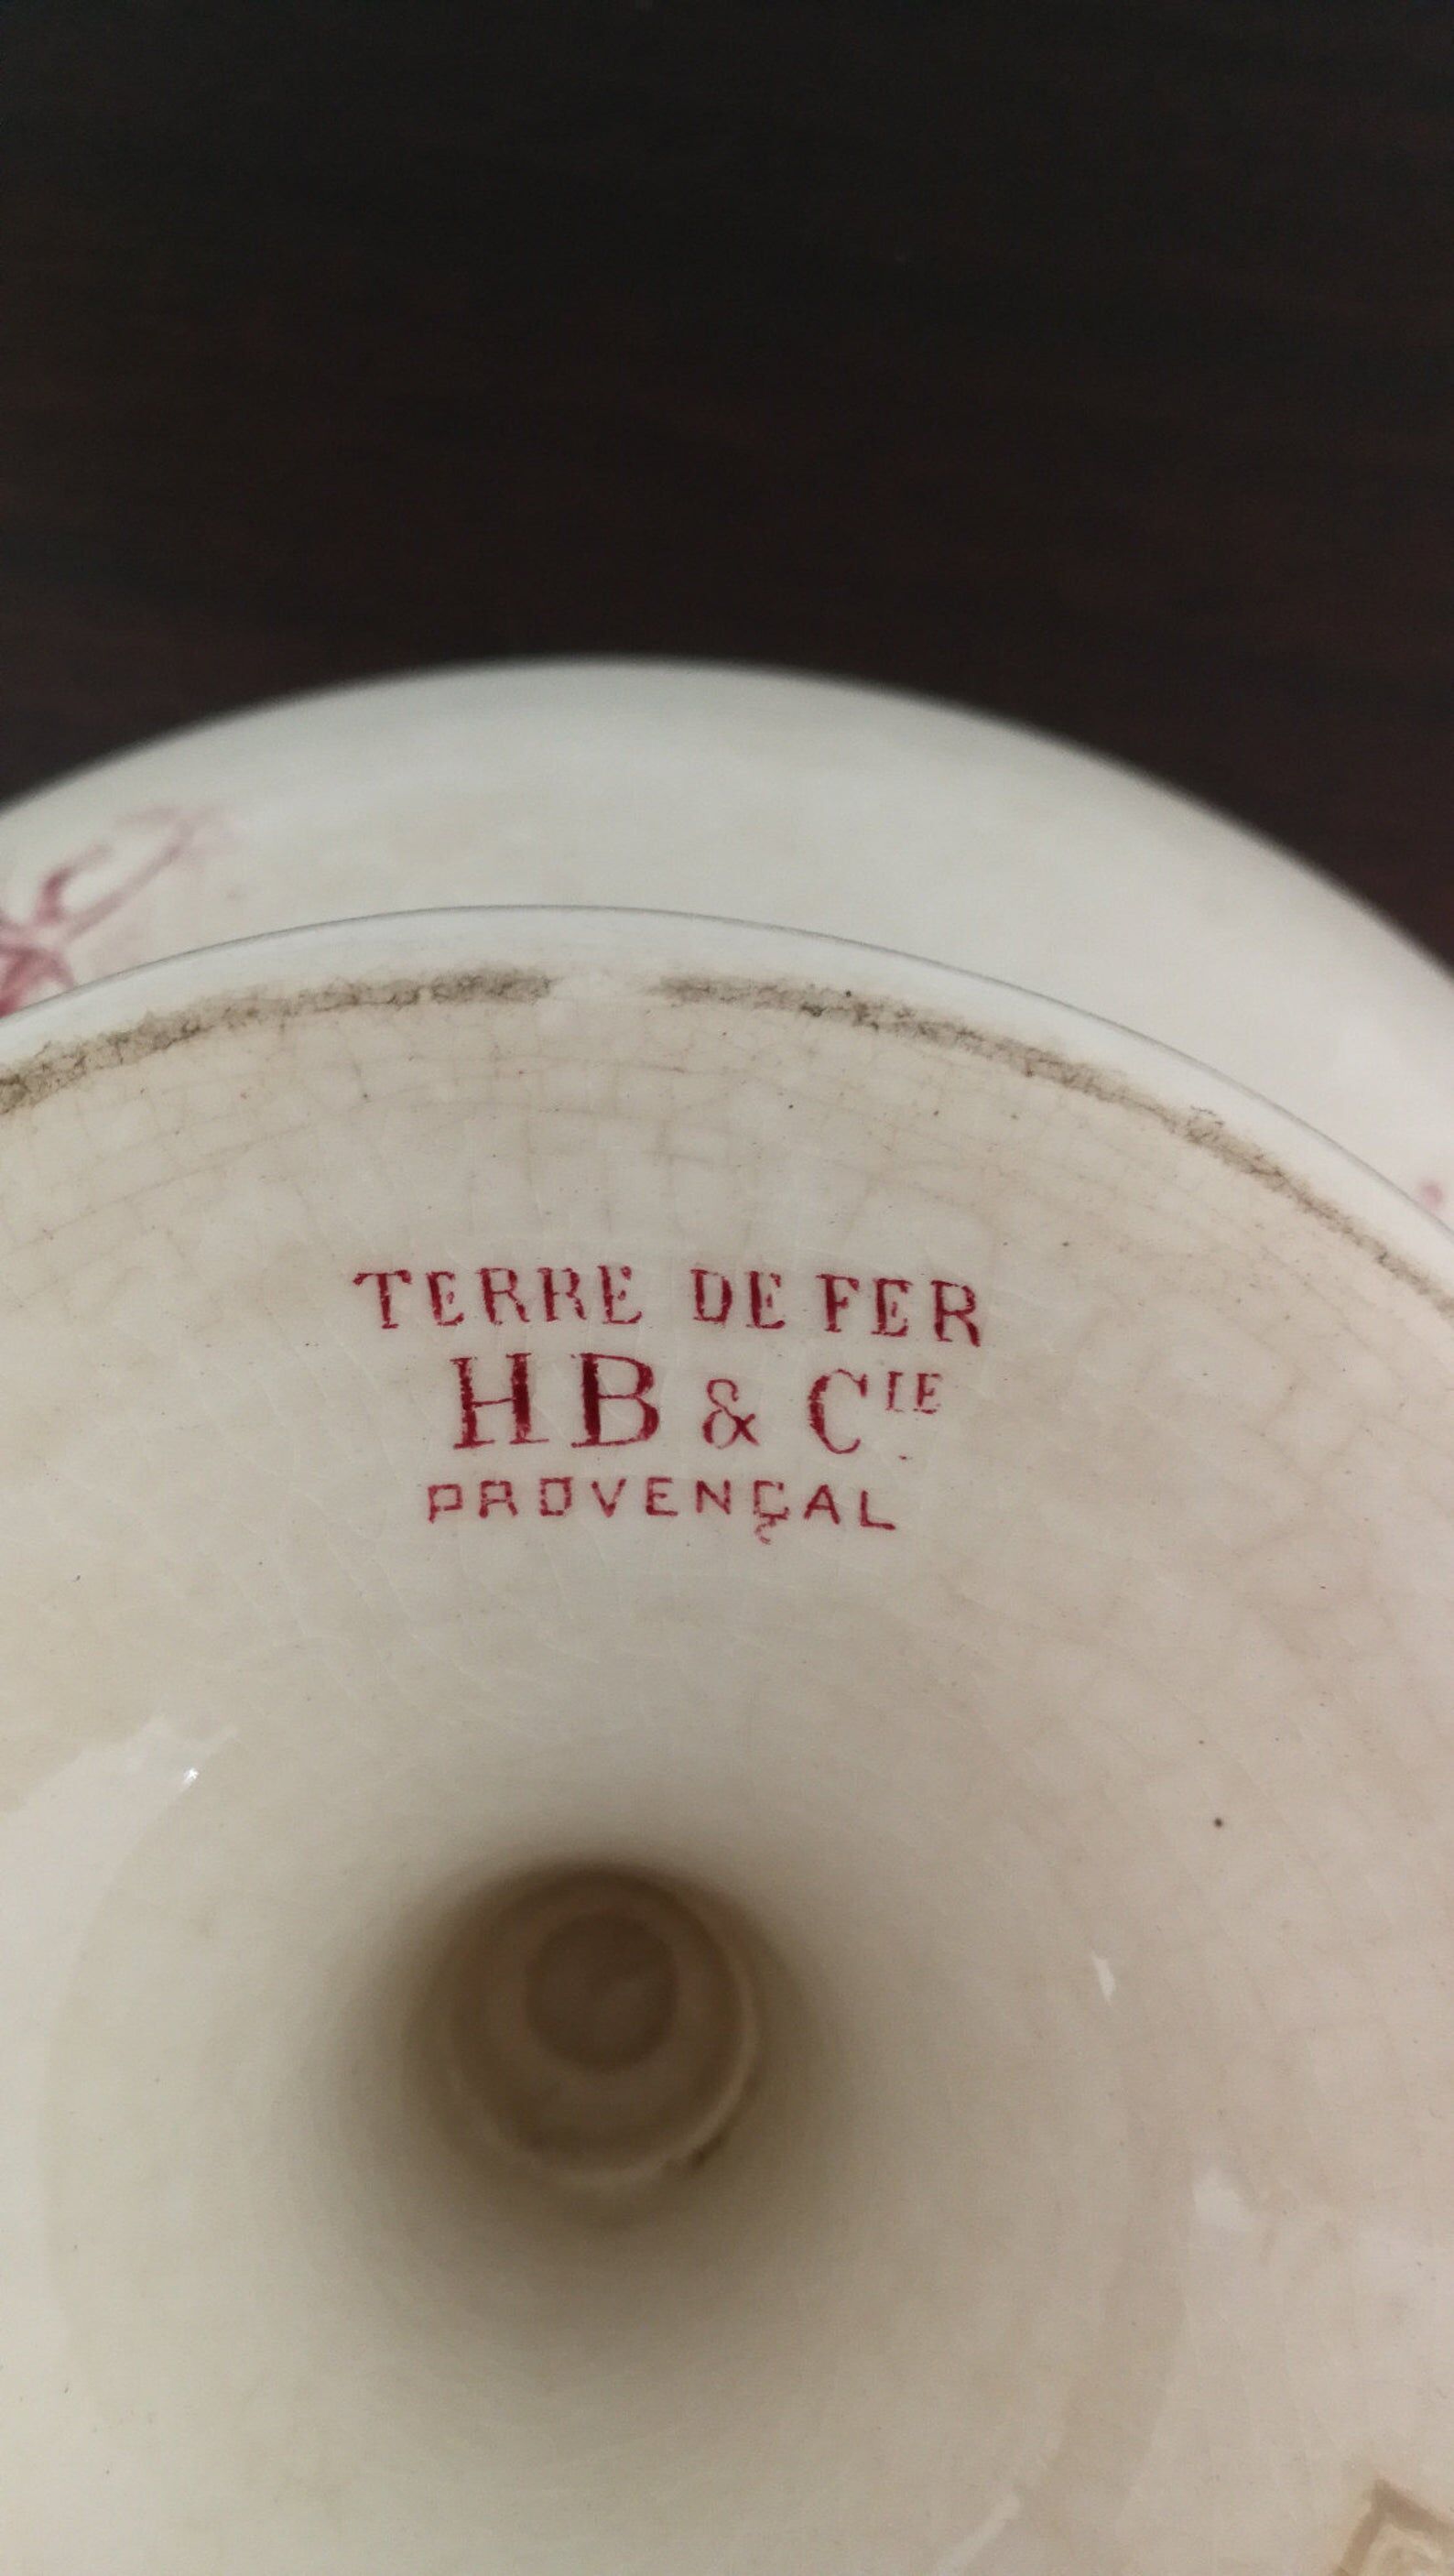 TERRE DE FER
HB & CIE
PROVENÇAL